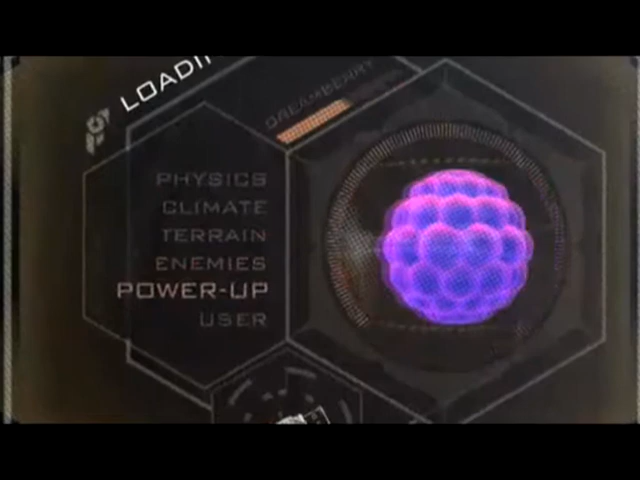 LOADI
DREAMBERRY
PHYSICS
CLIMATE
TERRAIN
ENEMIES
POWER-UP
USER